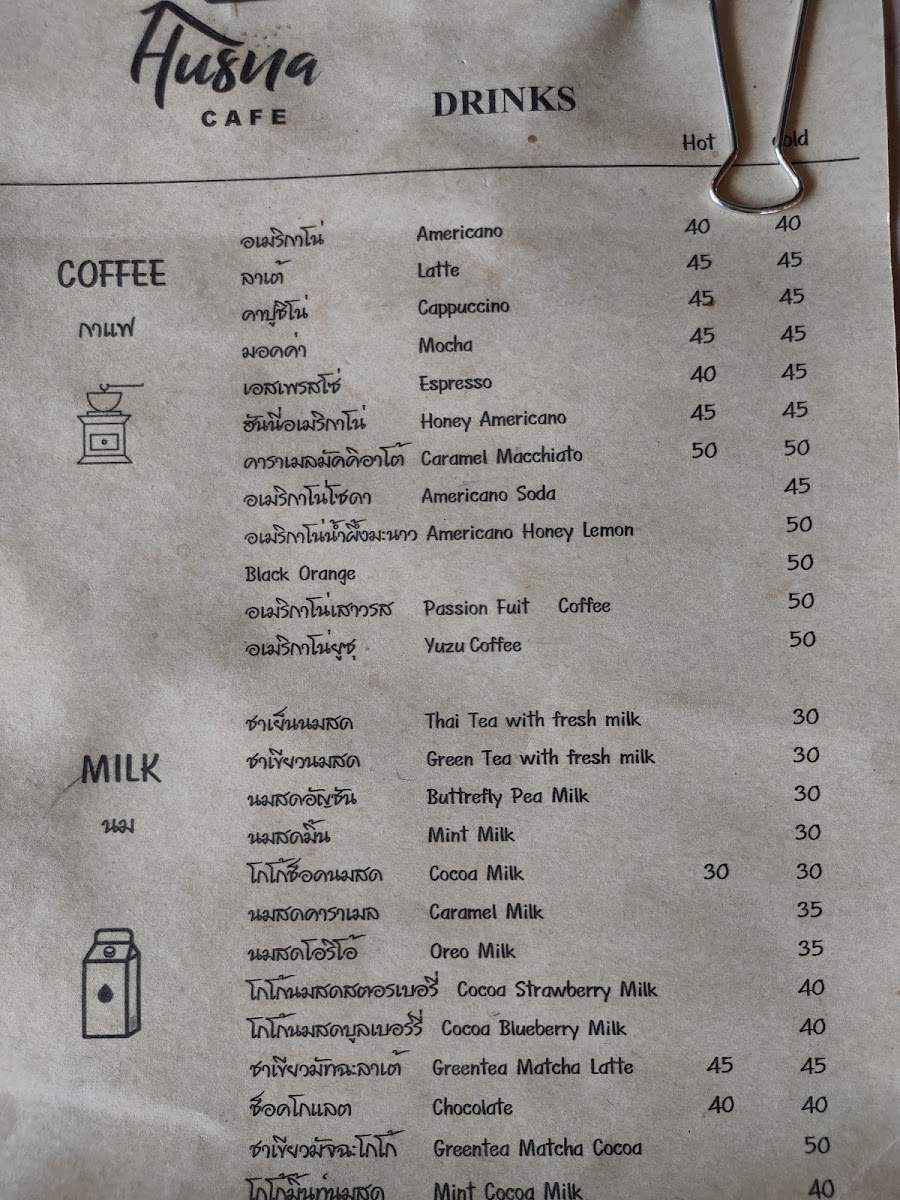 Husna
CAFE
DRINKS
Hot Cold
COFFEE
กาแฟ
อเมริกาโน่ Americano 40 40
ลาเต้ Latte 45 45
คาปูชิโน่ Cappuccino 45 45
มอคค่า Mocha 45 45
เอสเพรสโซ่ Espresso 40 45
ฮันนี่อเมริกาโน่ Honey Americano 45 45
คาราเมลมัคคิอาโต้ Caramel Macchiato 50 50
อเมริกาโน่โซดา Americano Soda 45
อเมริกาโน่น้ำผึ้งมะนาว Americano Honey Lemon 50
Black Orange 50
อเมริกาโน่เสาวรส Passion Fuit Coffee 50
อเมริกาโน่ยูซุ Yuzu Coffee 50
MILK
นม
ชาเย็นนมสด Thai Tea with fresh milk 30
ชาเขียวนมสด Green Tea with fresh milk 30
นมสดอัญชัน Buttrefly Pea Milk 30
นมสดมิ้น Mint Milk 30
โกโก้ช็อคนมสด Cocoa Milk 30 30
นมสดคาราเมล Caramel Milk 35
นมสดโอริโอ้ Oreo Milk 35
โกโก้นมสดสตอรเบอรี่ Cocoa Strawberry Milk 40
โกโก้นมสดบูลเบอร์รี่ Cocoa Blueberry Milk 40
ชาเขียวมัทฉะลาเต้ Greentea Matcha Latte 45 45
ช็อคโกแลต Chocolate 40 40
ชาเขียวมัจฉะโกโก้ Greentea Matcha Cocoa 50
โกโก้มิ้นท์นมสด Mint Cocoa Milk 40